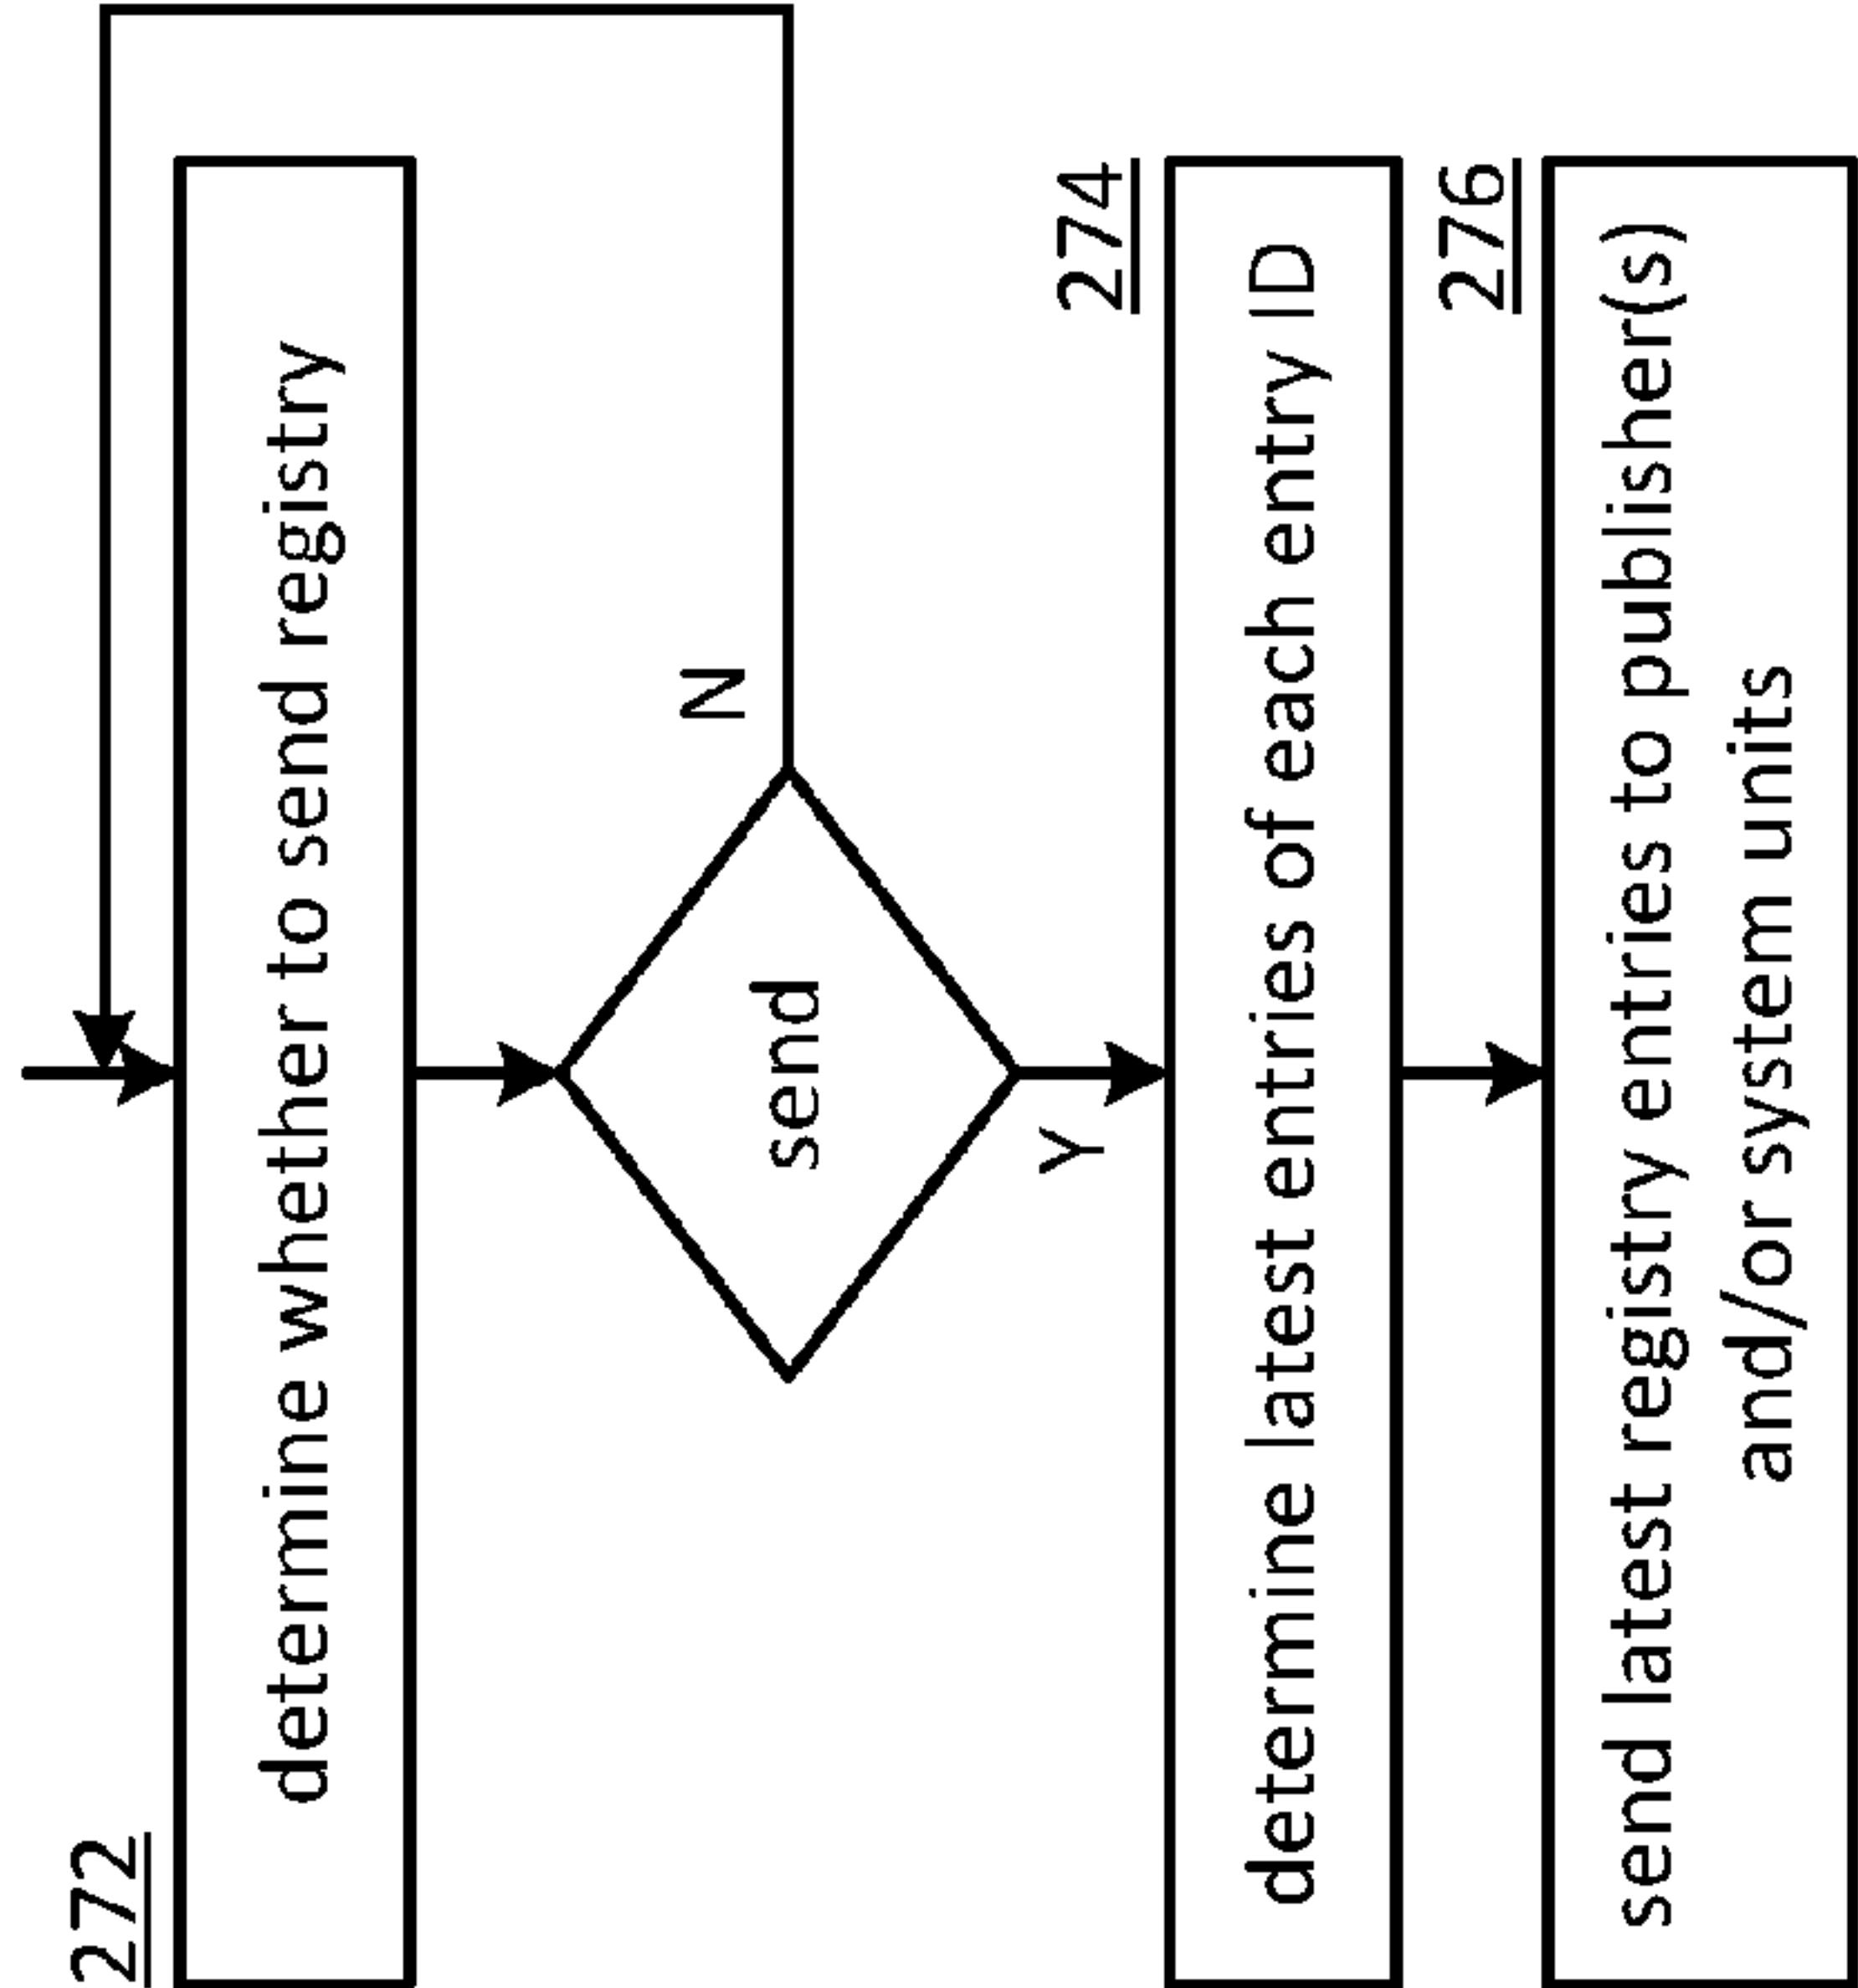 272
determine whether to send registry
send
N
Y
274
determine latest entries of each entry ID
276
send latest registry entries to publisher(s)
and/or system units